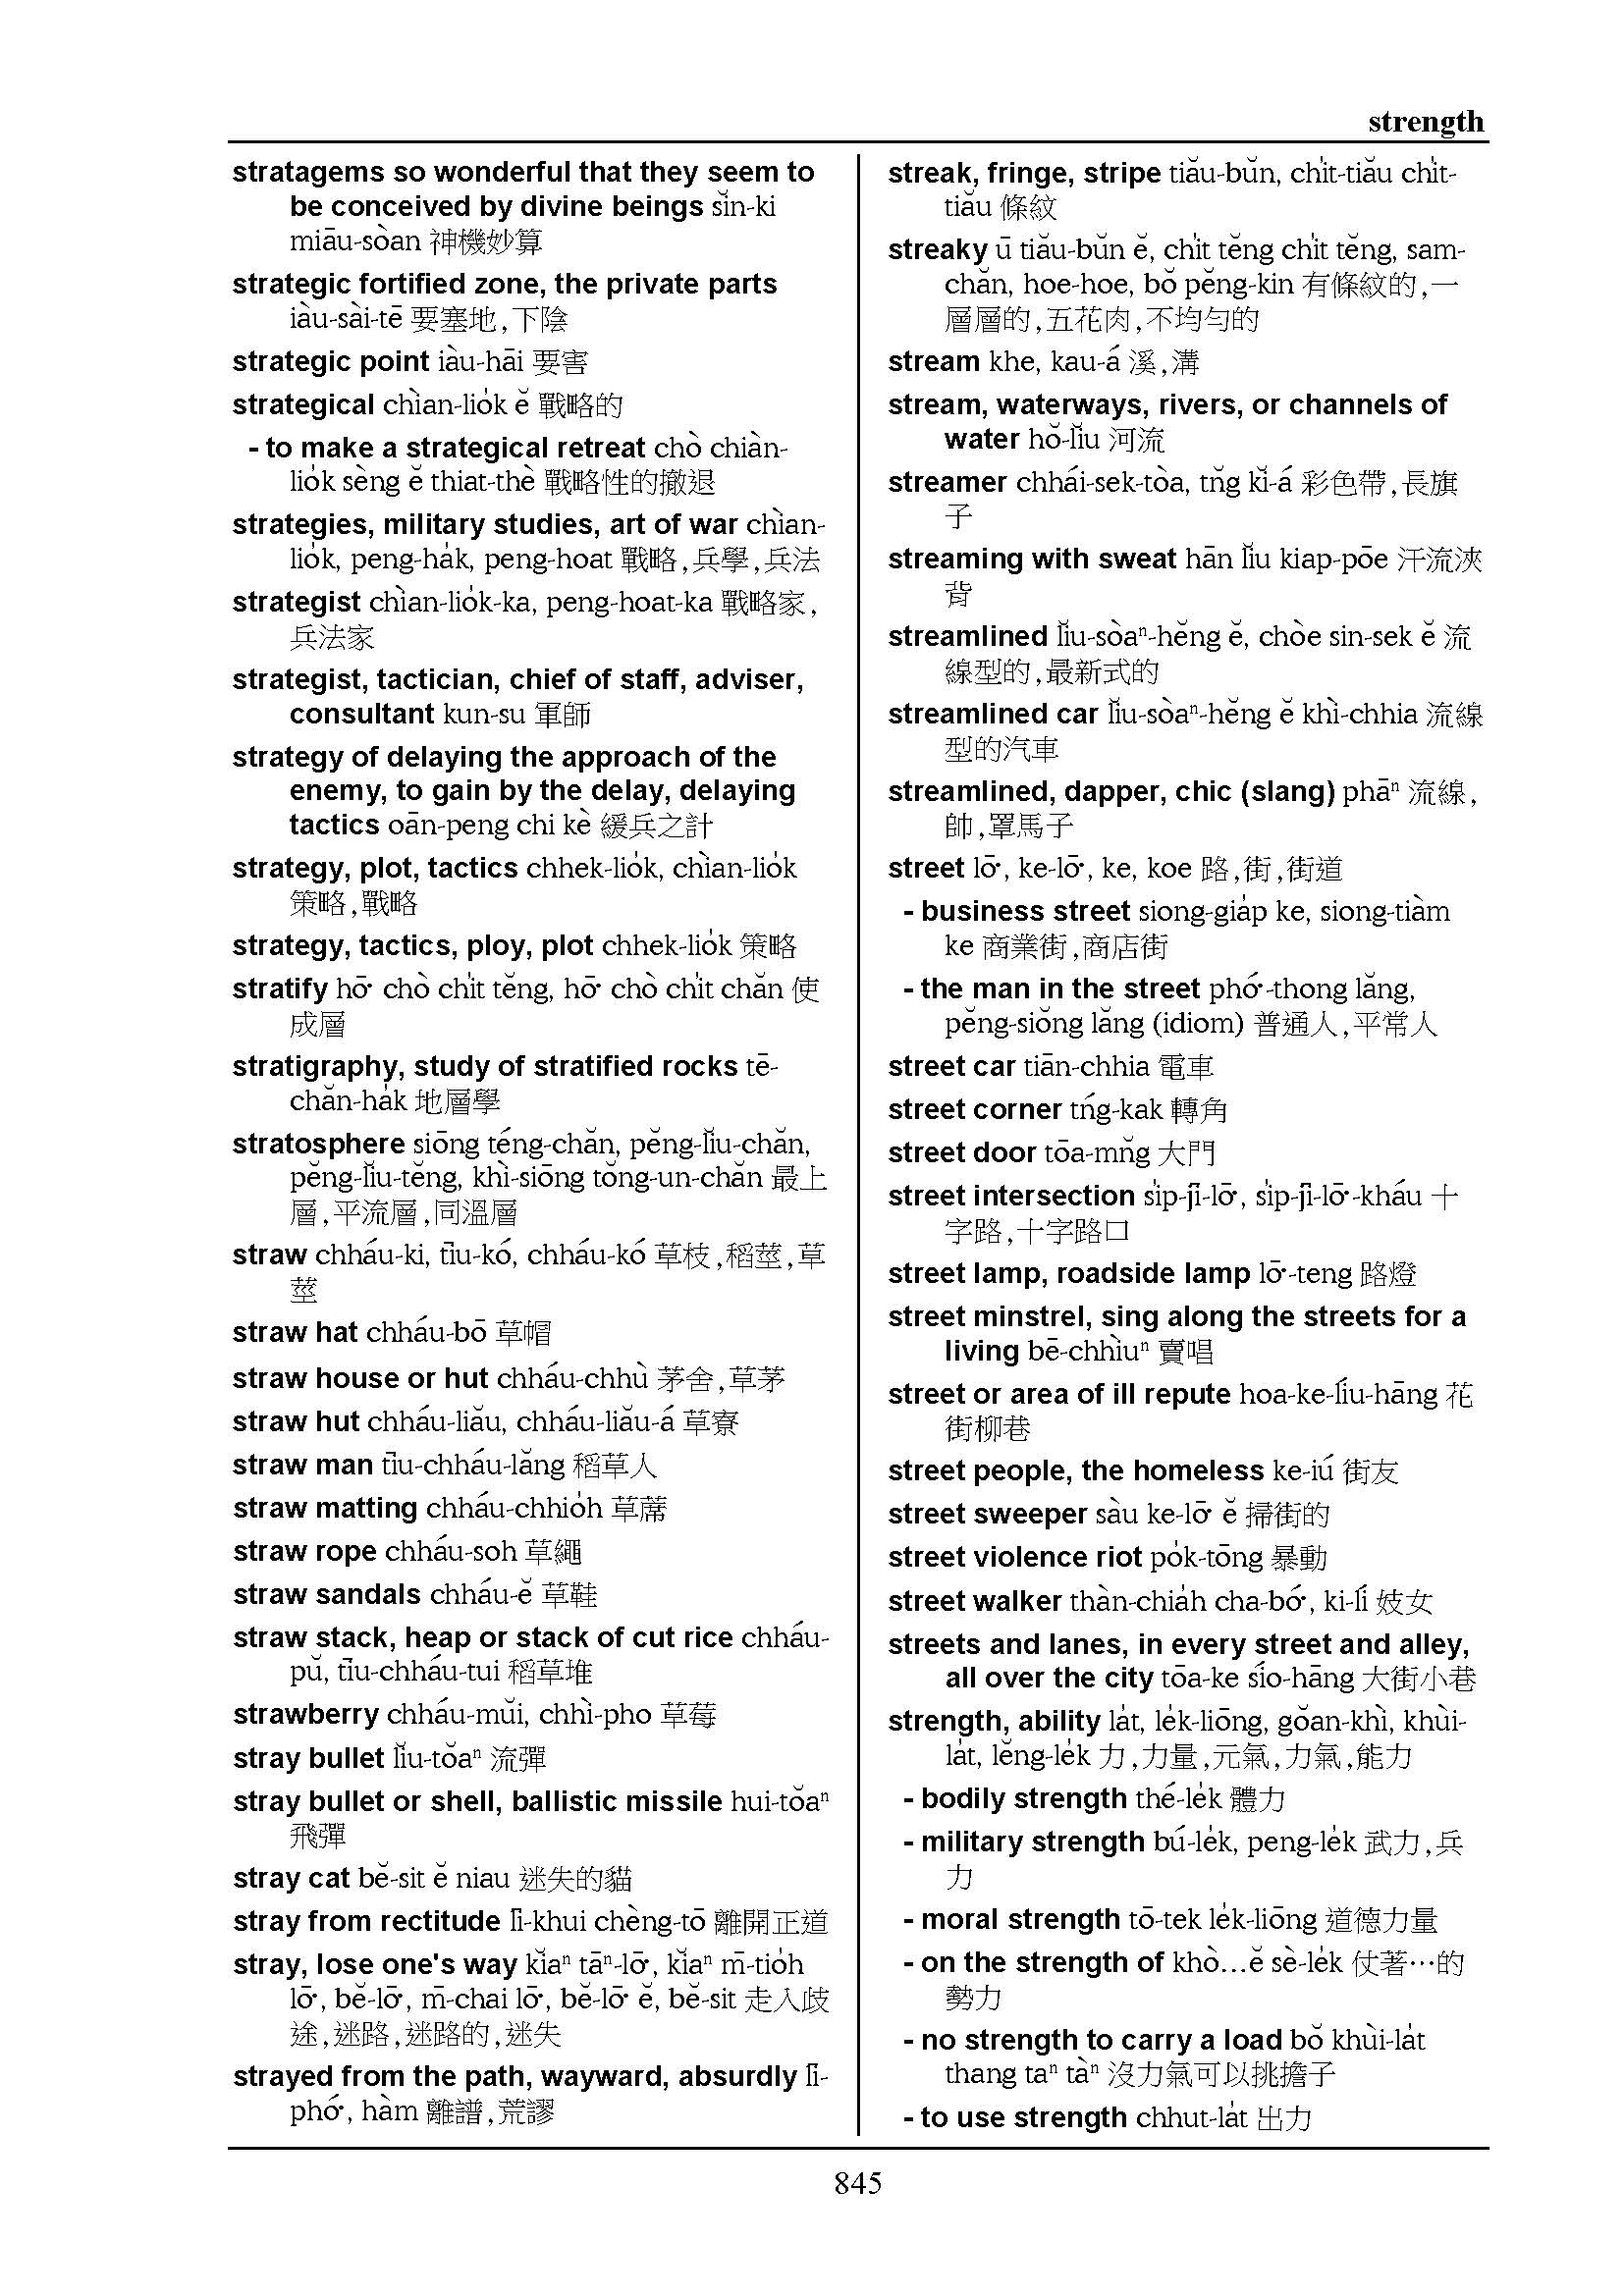 strength
stratagems so wonderful that they seem to
be conceived by divine beings sĭn-ki
miāu-sòan 神機妙算
strategic fortified zone, the private parts
iàu-sài-tē 要塞地,下陰
strategic point iàu-hāi 要害
strategical chìan-lio̍k ĕ 戰略的
- to make a strategical retreat chò chiàn-
lio̍k sèng ĕ thiat-thè 戰略性的撤退
strategies, military studies, art of war chìan-
lio̍k, peng-ha̍k, peng-hoat 戰略,兵學,兵法
strategist chìan-lio̍k-ka, peng-hoat-ka 戰略家,
兵法家
strategist, tactician, chief of staff, adviser,
consultant kun-su 軍師
strategy of delaying the approach of the
enemy, to gain by the delay, delaying
tactics oān-peng chi kè 緩兵之計
strategy, plot, tactics chhek-lio̍k, chìan-lio̍k
策略,戰略
strategy, tactics, ploy, plot chhek-lio̍k 策略
stratify hō͘ chò chi̍t tĕng, hō͘ chò chi̍t chăn 使
成層
stratigraphy, study of stratified rocks tē-
chăn-ha̍k 地層學
stratosphere siōng téng-chăn, pĕng-lĭu-chăn,
pĕng-lĭu-tĕng, khì-siōng tŏng-un-chăn 最上
層,平流層,同溫層
straw chháu-ki, tīu-kó, chháu-kó 草枝,稻莖,草
莖
straw hat chháu-bō 草帽
straw house or hut chháu-chhù 茅舍,草茅
straw hut chháu-liău, chháu-liău-á 草寮
straw man tīu-chháu-lăng 稻草人
straw matting chháu-chhio̍h 草蓆
straw rope chháu-soh 草繩
straw sandals chháu-ĕ 草鞋
straw stack, heap or stack of cut rice chháu-
pŭ, tīu-chháu-tui 稻草堆
strawberry chháu-mŭi, chhì-pho 草莓
stray bullet lĭu-tŏaⁿ 流彈
stray bullet or shell, ballistic missile hui-tŏaⁿ
飛彈
stray cat bĕ-sit ĕ niau 迷失的貓
stray from rectitude lī-khui chèng-tō 離開正道
stray, lose one's way kĭaⁿ tāⁿ-lō͘, kĭaⁿ m̄-tio̍h
lō͘, bĕ-lō͘, m̄-chai lō͘, bĕ-lō͘ ĕ, bĕ-sit 走入歧
途,迷路,迷路的,迷失
strayed from the path, wayward, absurdly lī-
phó͘, hàm 離譜,荒謬
streak, fringe, stripe tiău-bŭn, chi̍t-tiău chi̍t-
tiău 條紋
streaky ū tiău-bŭn ĕ, chi̍t tĕng chi̍t tĕng, sam-
chăn, hoe-hoe, bŏ pĕng-kin 有條紋的,一
層層的,五花肉,不均勻的
stream khe, kau-á 溪,溝
stream, waterways, rivers, or channels of
water hŏ-lĭu 河流
streamer chhái-sek-tòa, tn̆g kĭ-á 彩色帶,長旗
子
streaming with sweat hān lĭu kiap-pōe 汗流浹
背
streamlined lĭu-sòaⁿ-hĕng ĕ, chòe sin-sek ĕ 流
線型的,最新式的
streamlined car lĭu-sòaⁿ-hĕng ĕ khì-chhia 流線
型的汽車
streamlined, dapper, chic (slang) phāⁿ 流線,
帥,罩馬子
street lō͘, ke-lō͘, ke, koe 路,街,街道
- business street siong-gia̍p ke, siong-tiàm
ke 商業街,商店街
- the man in the street phó͘-thong lăng,
pĕng-siŏng lăng (idiom) 普通人,平常人
street car tiān-chhia 電車
street corner tńg-kak 轉角
street door tōa-mn̆g 大門
street intersection si̍p-jī-lō͘, si̍p-jī-lō͘-kháu 十
字路,十字路口
street lamp, roadside lamp lō͘-teng 路燈
street minstrel, sing along the streets for a
living bē-chhìuⁿ 賣唱
street or area of ill repute hoa-ke-líu-hāng 花
街柳巷
street people, the homeless ke-iú 街友
street sweeper sàu ke-lō͘ ĕ 掃街的
street violence riot po̍k-tōng 暴動
street walker thàn-chia̍h cha-bó͘, ki-lí 妓女
streets and lanes, in every street and alley,
all over the city tōa-ke sío-hāng 大街小巷
strength, ability la̍t, le̍k-liōng, gŏan-khì, khùi-
la̍t, lĕng-le̍k 力,力量,元氣,力氣,能力
- bodily strength thé-le̍k 體力
- military strength bú-le̍k, peng-le̍k 武力,兵
力
- moral strength tō-tek le̍k-liōng 道德力量
- on the strength of khò…ĕ sè-le̍k 仗著…的
勢力
- no strength to carry a load bŏ khùi-la̍t
thang taⁿ tàⁿ 沒力氣可以挑擔子
- to use strength chhut-la̍t 出力
845